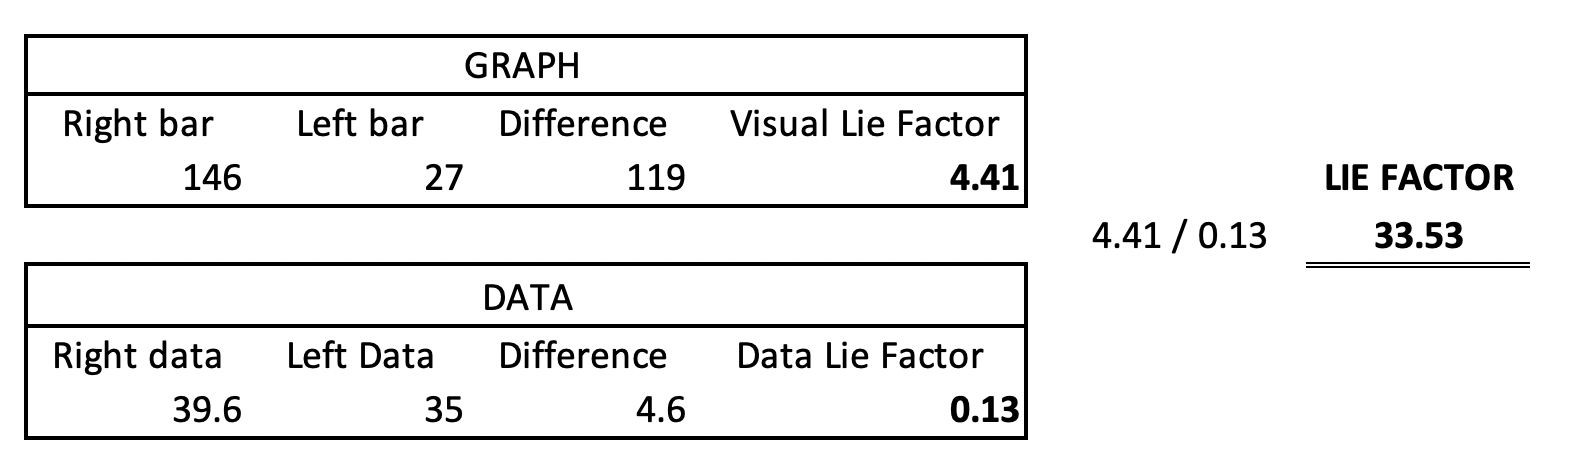 GRAPH
Right bar Left bar Difference Visual Lie Factor
146 27 119 4.41
LIE FACTOR
4.41 / 0.13 33.53
DATA
Right data Left Data Difference Data Lie Factor
39.6 35 4.6 0.13